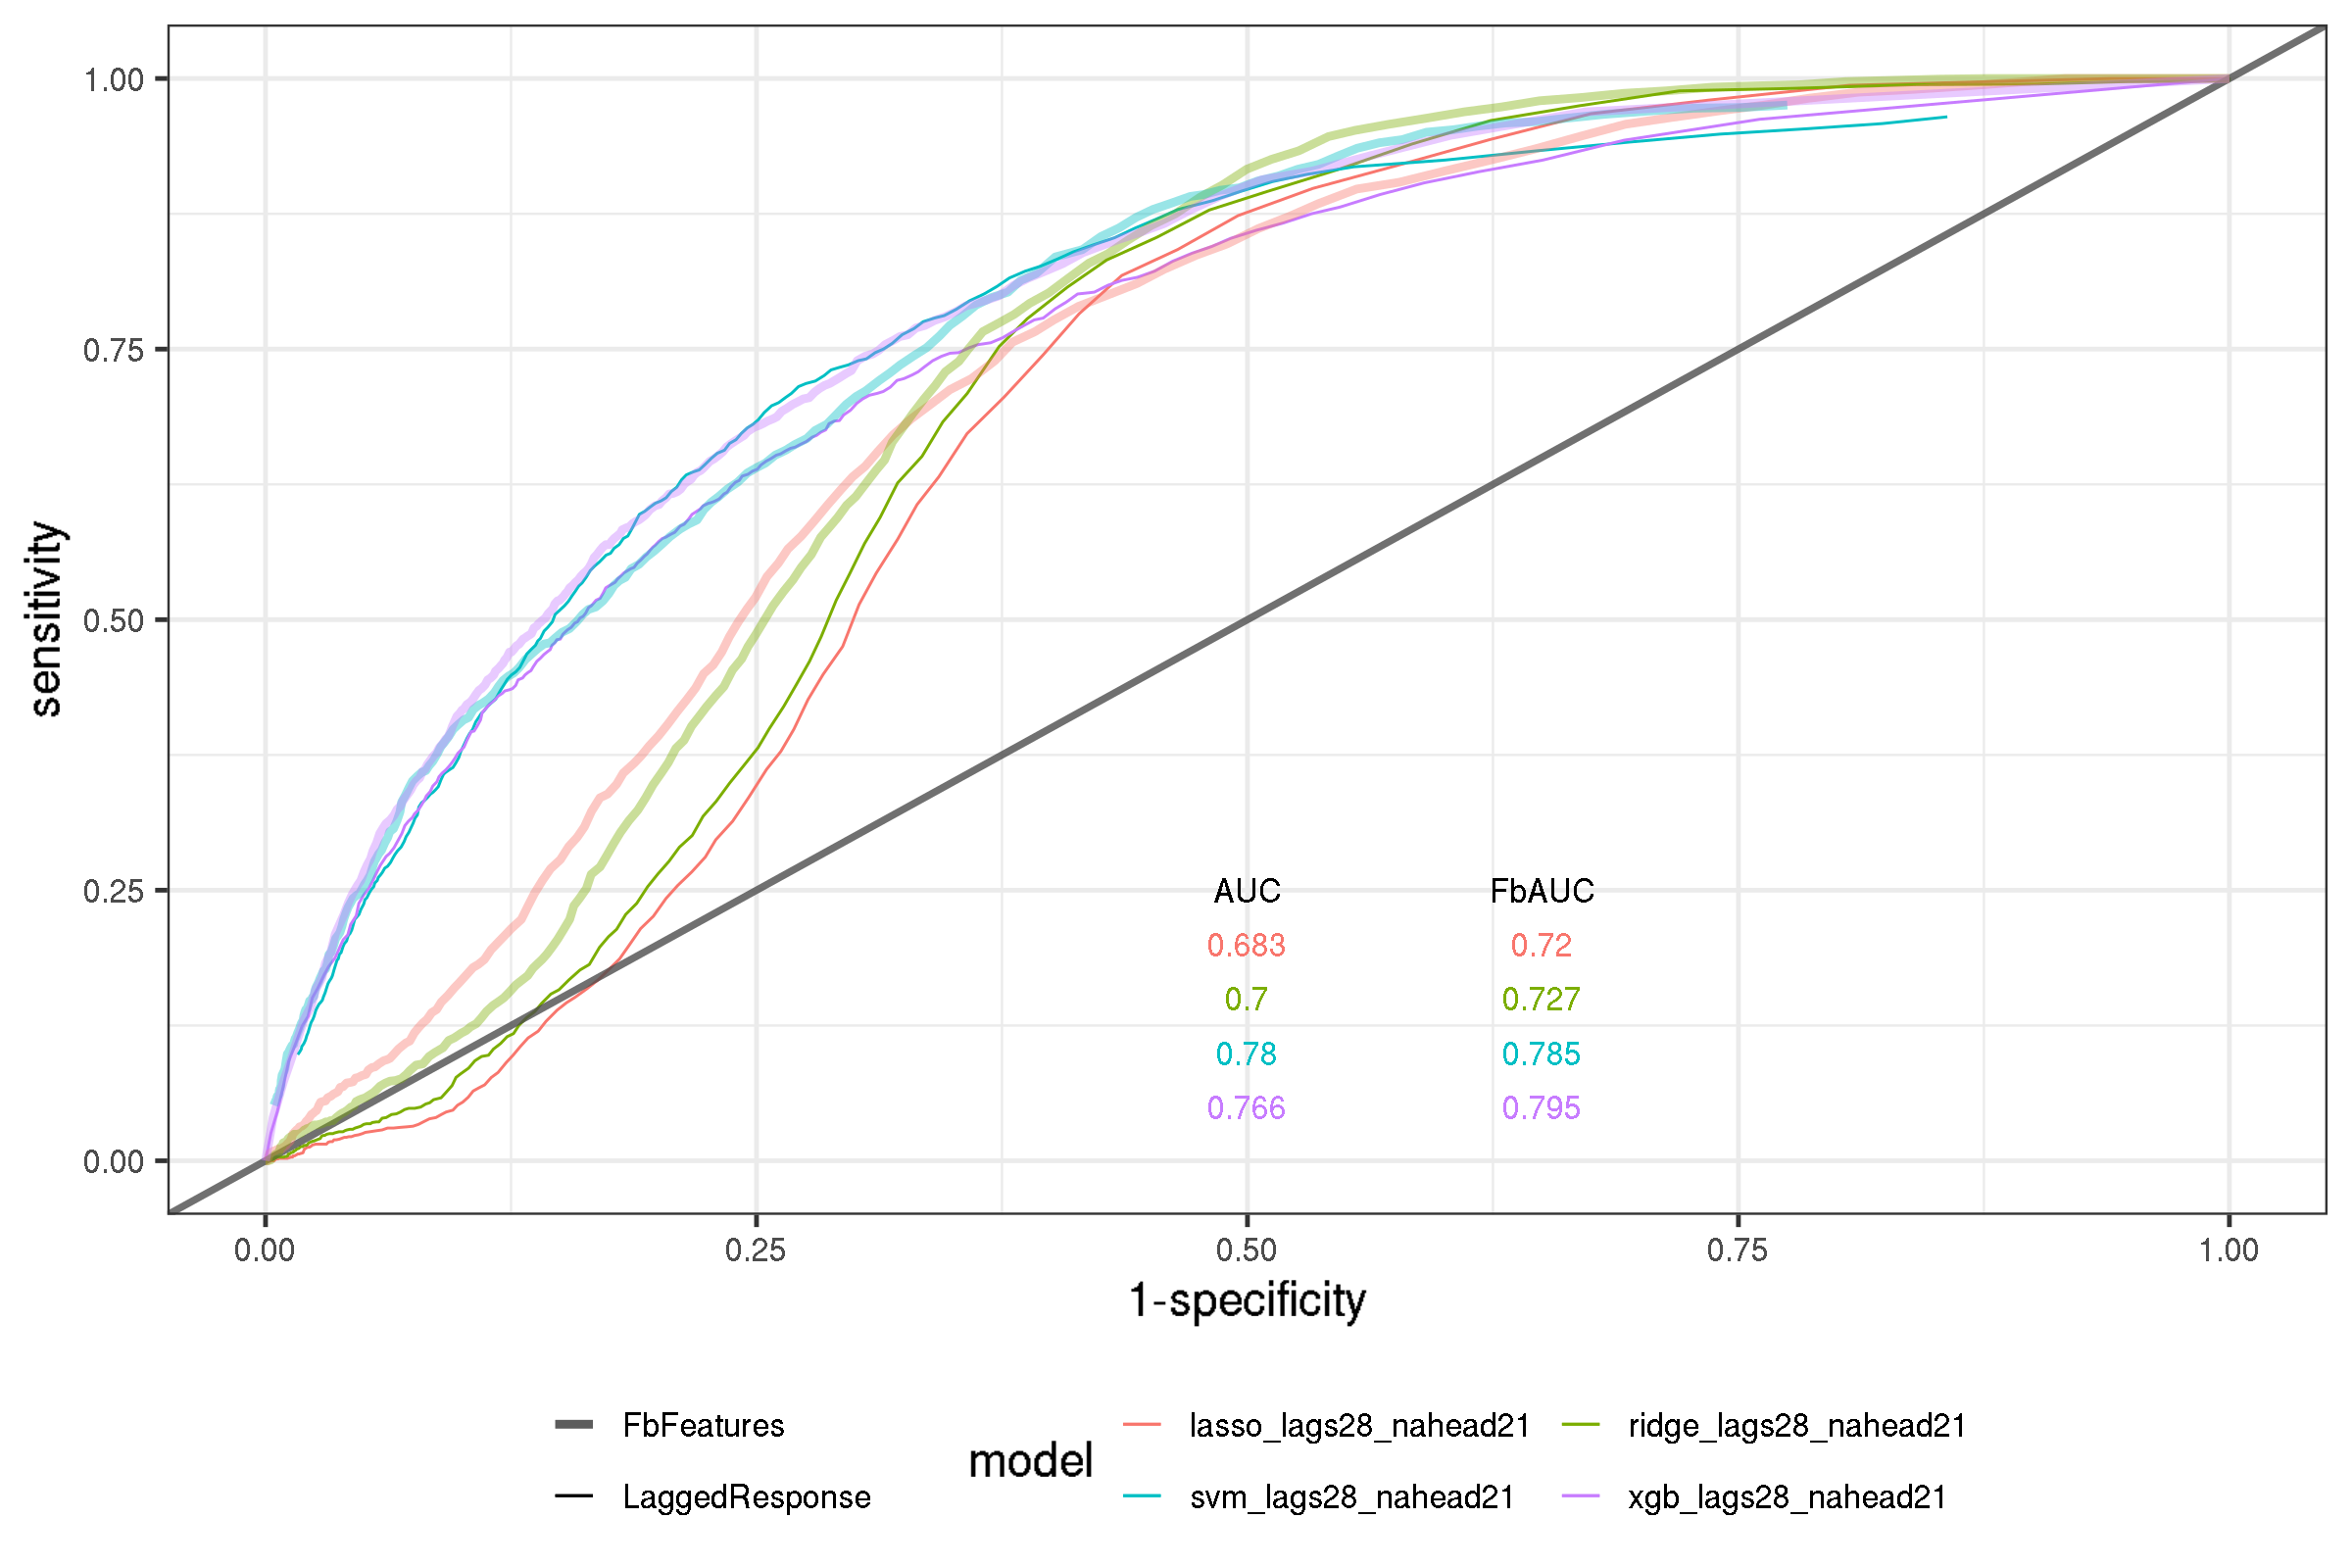 1.00
0.75
0.50
0.25
0.00
sensitivity
AUC FbAUC
0.683 0.72
0.7 0.727
0.78 0.785
0.766 0.795
0.00 0.25 0.50 0.75 1.00
1-specificity
FbFeatures
LaggedResponse
model
lasso_lags28_nahead21 ridge_lags28_nahead21
svm_lags28_nahead21 xgb_lags28_nahead21